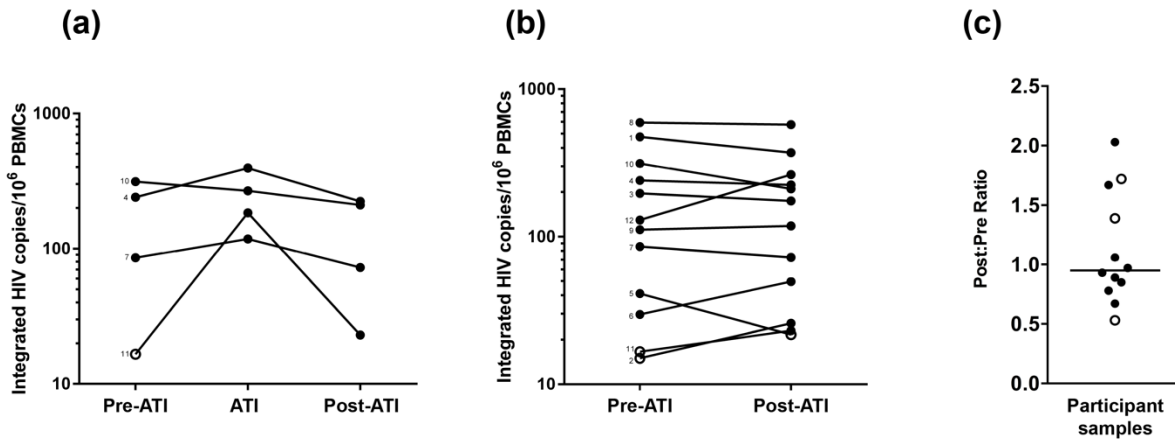 (a)
Integrated HIV copies/10⁶ PBMCs
1000
100
10
10
4
7
11
Pre-ATI ATI Post-ATI
(b)
Integrated HIV copies/10⁶ PBMCs
1000
100
10
8
1
10
4
3
12
9
7
5
6
11
2
Pre-ATI Post-ATI
(c)
Post:Pre Ratio
2.5
2.0
1.5
1.0
0.5
0.0
Participant
samples